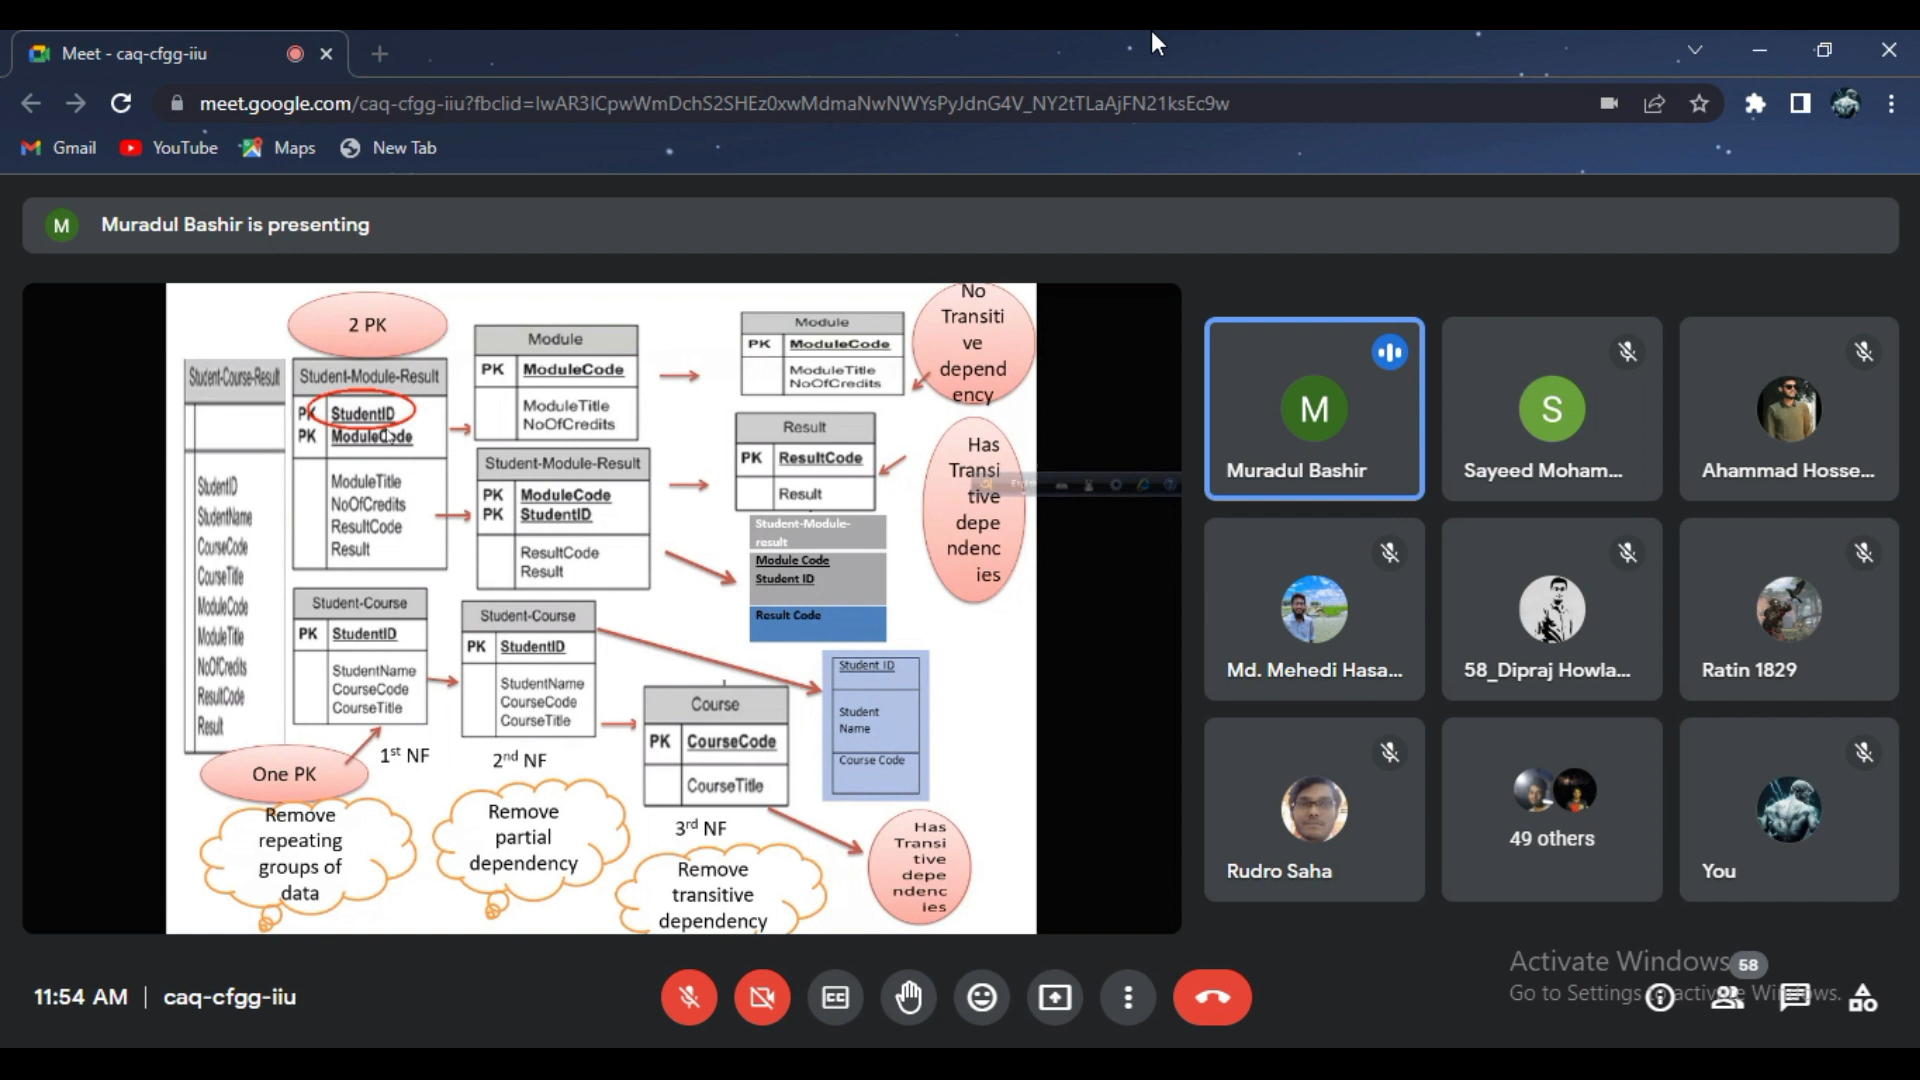 Meet - caq-cfgg-iiu
meet.google.com/caq-cfgg-iiu?fbclid=IwAR3ICpwWmDchS2SHEz0xwMdmaNwNWYsPyJdnG4V_NY2tTLaAjFN21ksEc9w
Gmail
YouTube
Maps
New Tab
M
Muradul Bashir is presenting
2 PK
Student-Course-Result
StudentID
StudentName
CourseCode
CourseTitle
ModuleCode
ModuleTitle
NoOfCredits
ResultCode
Result
Student-Module-Result
PK StudentID
PK ModuleCode
ModuleTitle
NoOfCredits
ResultCode
Result
Student-Course
PK StudentID
StudentName
CourseCode
CourseTitle
One PK
1st NF
Remove
repeating
groups of
data
Module
PK ModuleCode
ModuleTitle
NoOfCredits
Student-Module-Result
PK ModuleCode
PK StudentID
ResultCode
Result
Student-Course
PK StudentID
StudentName
CourseCode
CourseTitle
2nd NF
Remove
partial
dependency
Module
PK ModuleCode
ModuleTitle
NoOfCredits
No
Transiti
ve
depend
ency
Result
PK ResultCode
Result
Has
Transi
tive
depe
ndenc
ies
Student-Module-
result
Module Code
Student ID
Result Code
Student ID
Student
Name
Course Code
Course
PK CourseCode
CourseTitle
3rd NF
Remove
transitive
dependency
Has
Transi
tive
depe
ndenc
ies
M
Muradul Bashir
S
Sayeed Moham...
Ahammad Hosse...
Md. Mehedi Hasa...
58_Dipraj Howla...
Ratin 1829
Rudro Saha
49 others
You
11:54 AM | caq-cfgg-iiu
Activate Windows
58
Go to Settings to activate Windows.